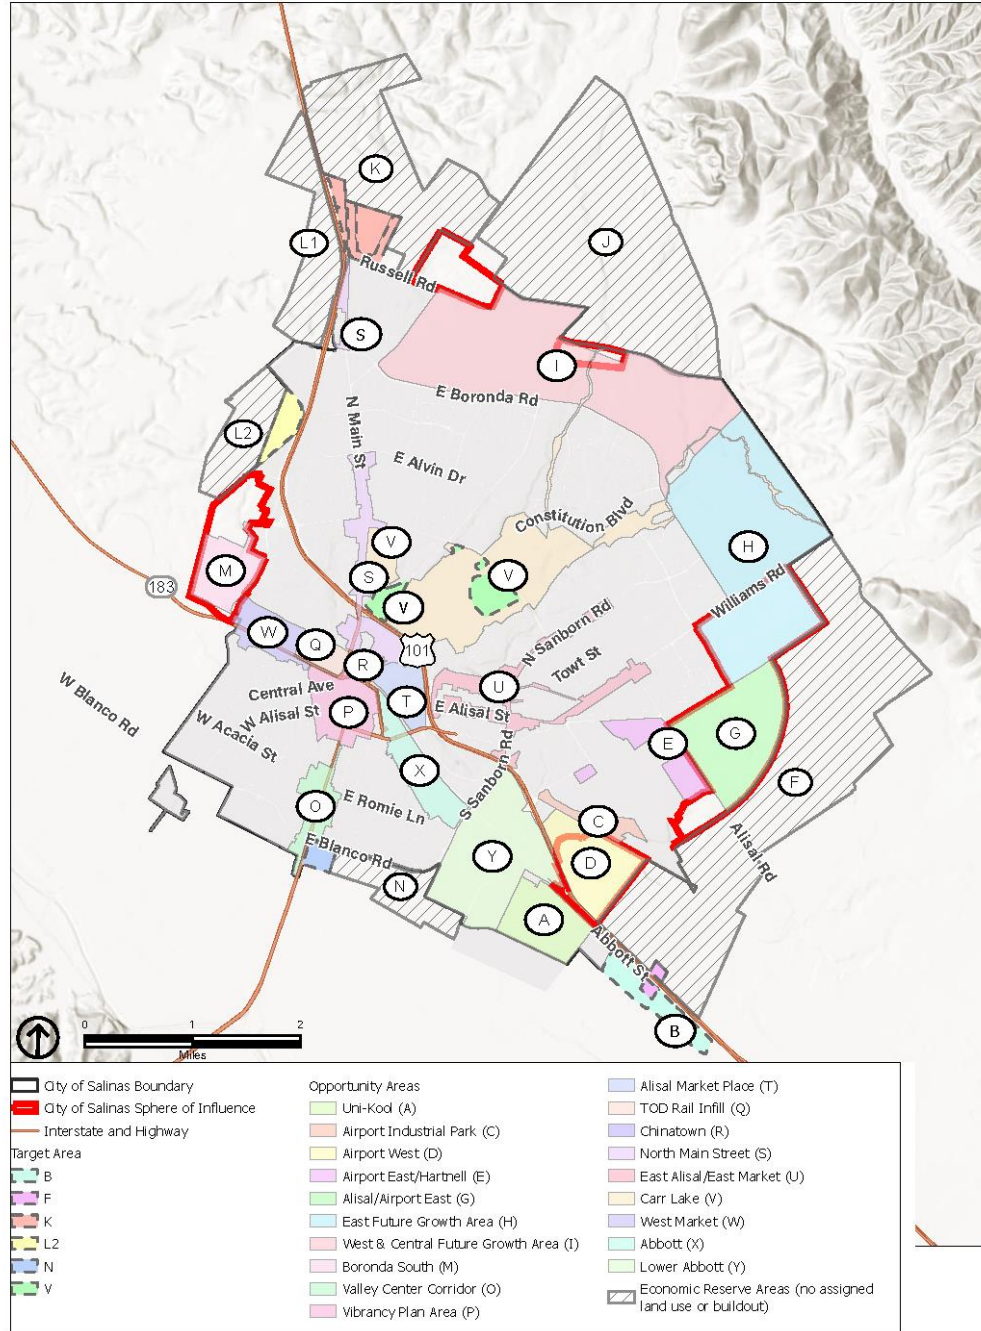 K
J
L1
Russell Rd
S
I
E Boronda Rd
L2
N Main St
E Alvin Dr
Constitution Blvd
V
H
M
S
V
183
V
Williams Rd
N Sanborn Rd
W
Q
101
R
Towt St
Central Ave
U
W Blanco Rd
W Alisal St
T
E Alisal St
P
W Acacia St
G
E
X
S Sanborn Rd
F
O
E Romie Ln
C
Alisal Rd
E Blanco Rd
Y
D
N
A
Abbott St
B
0 1 2
Miles
City of Salinas Boundary
City of Salinas Sphere of Influence
Interstate and Highway
Target Area
B
F
K
L2
N
V
Opportunity Areas
Uni-Kool (A)
Airport Industrial Park (C)
Airport West (D)
Airport East/Hartnell (E)
Alisal/Airport East (G)
East Future Growth Area (H)
West & Central Future Growth Area (I)
Boronda South (M)
Valley Center Corridor (O)
Vibrancy Plan Area (P)
Alisal Market Place (T)
TOD Rail Infill (Q)
Chinatown (R)
North Main Street (S)
East Alisal/East Market (U)
Carr Lake (V)
West Market (W)
Abbott (X)
Lower Abbott (Y)
Economic Reserve Areas (no assigned
land use or buildout)